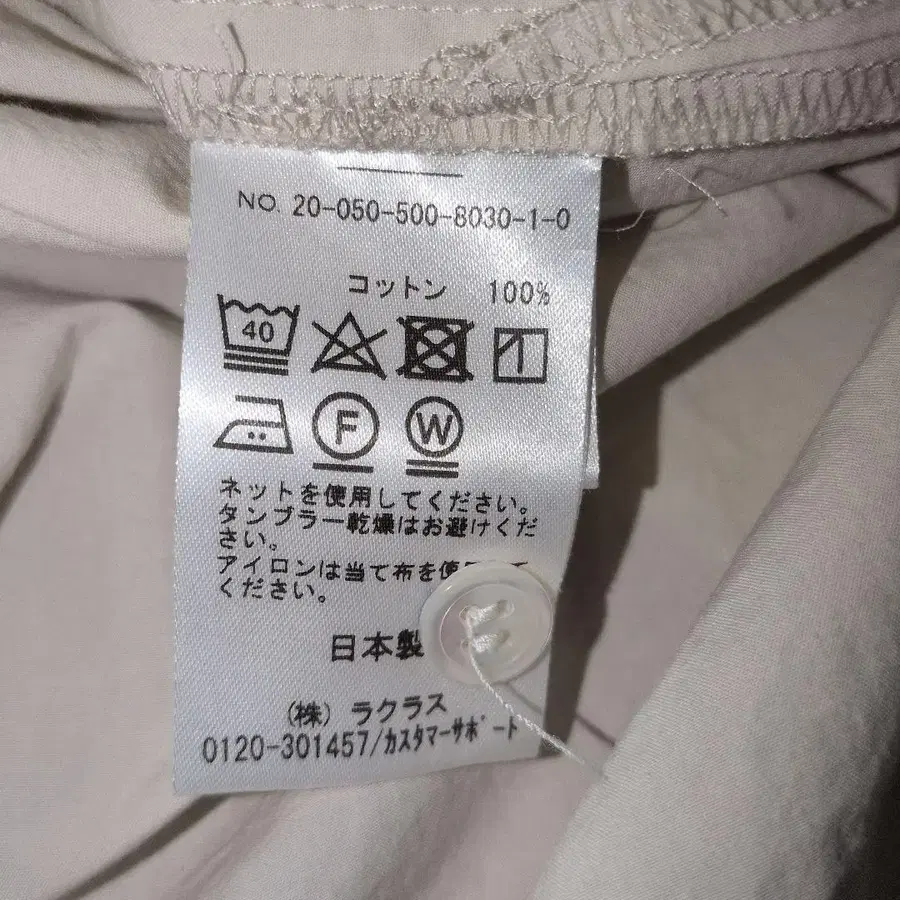 NO. 20-050-500-8030-1-0
コットン 100%
40
F W
ネットを使用してください。
タンブラー乾燥はお避けくだ
さい。
アイロンは当て布を使
ください。
日本製
(株) ラクラス
0120-301457/カスタマーサポート